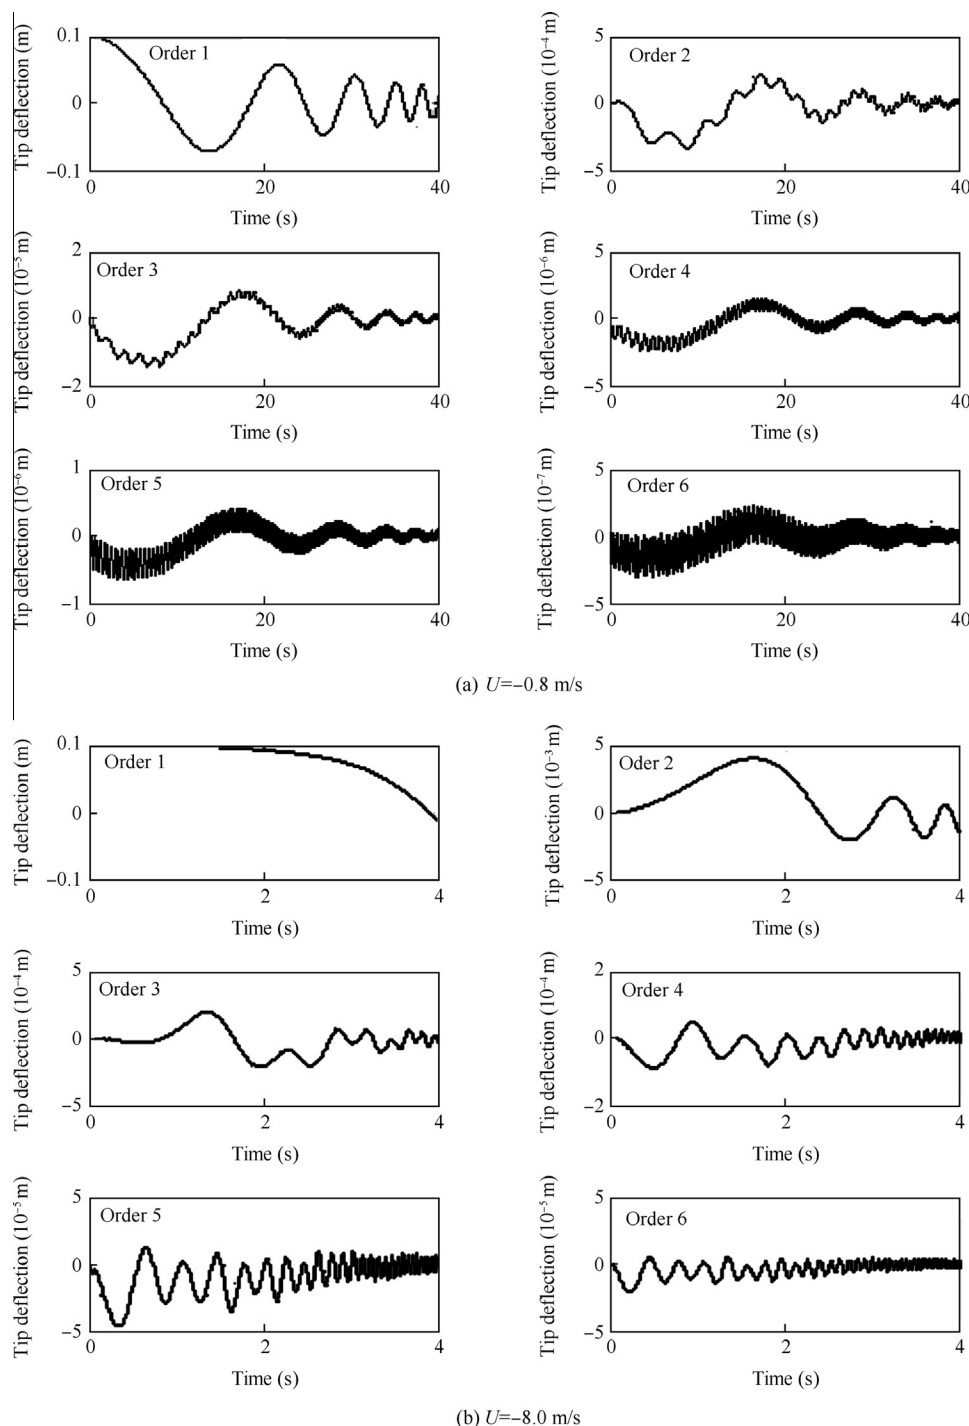 Tip deflection (m)
0.1
0
−0.1
Order 1
0
20
40
Time (s)
Tip deflection (10⁻⁴ m)
5
0
−5
Order 2
0
20
40
Time (s)
Tip deflection (10⁻⁵ m)
2
0
−2
Order 3
0
20
40
Time (s)
Tip deflection (10⁻⁶ m)
5
0
−5
Order 4
0
20
40
Time (s)
Tip deflection (10⁻⁶ m)
1
0
−1
Order 5
0
20
40
Time (s)
Tip deflection (10⁻⁷ m)
5
0
−5
Order 6
0
20
40
Time (s)
(a) U=−0.8 m/s
Tip deflection (m)
0.1
0
−0.1
Order 1
0
2
4
Time (s)
Tip deflection (10⁻³ m)
5
0
−5
Oder 2
0
2
4
Time (s)
Tip deflection (10⁻⁴ m)
5
0
−5
Order 3
0
2
4
Time (s)
Tip deflection (10⁻⁴ m)
2
0
−2
Order 4
0
2
4
Time (s)
Tip deflection (10⁻⁵ m)
5
0
−5
Order 5
0
2
4
Time (s)
Tip deflection (10⁻⁵ m)
5
0
−5
Order 6
0
2
4
Time (s)
(b) U=−8.0 m/s